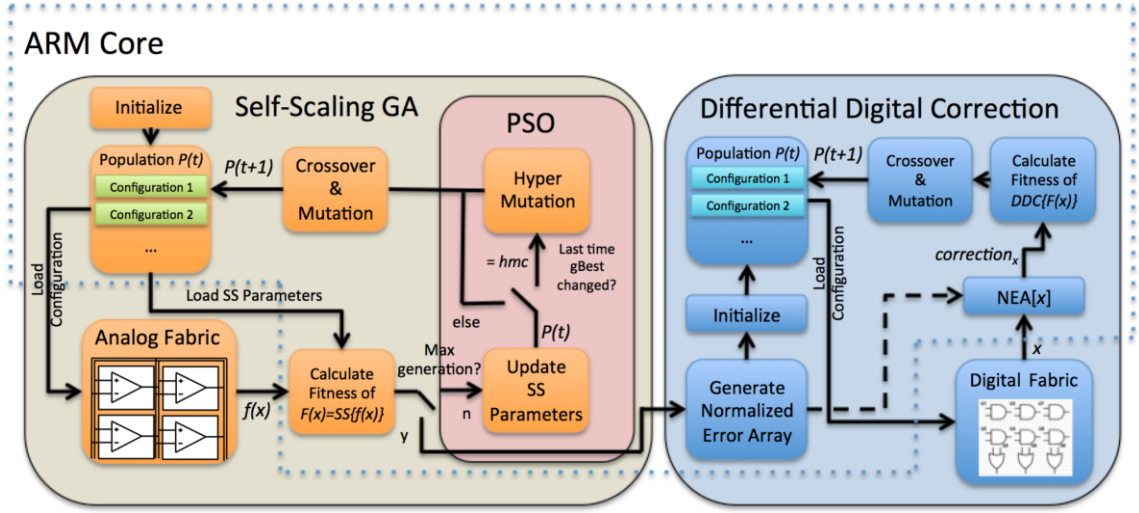 ARM Core
Self-Scaling GA
Initialize
Population P(t)
Configuration 1
Configuration 2
...
P(t+1)
Crossover
&
Mutation
PSO
Hyper
Mutation
= hmc
Last time
gBest
changed?
else
P(t)
Load
Configuration
Load SS Parameters
Analog Fabric
f(x)
Calculate
Fitness of
F(x)=SS{f(x)}
Max
generation?
n
y
Update
SS
Parameters
Differential Digital Correction
Population P(t)
Configuration 1
Configuration 2
...
P(t+1)
Crossover
&
Mutation
Calculate
Fitness of
DDC{F(x)}
correctionx
NEA[x]
x
Load
Configuration
Initialize
Generate
Normalized
Error Array
Digital Fabric